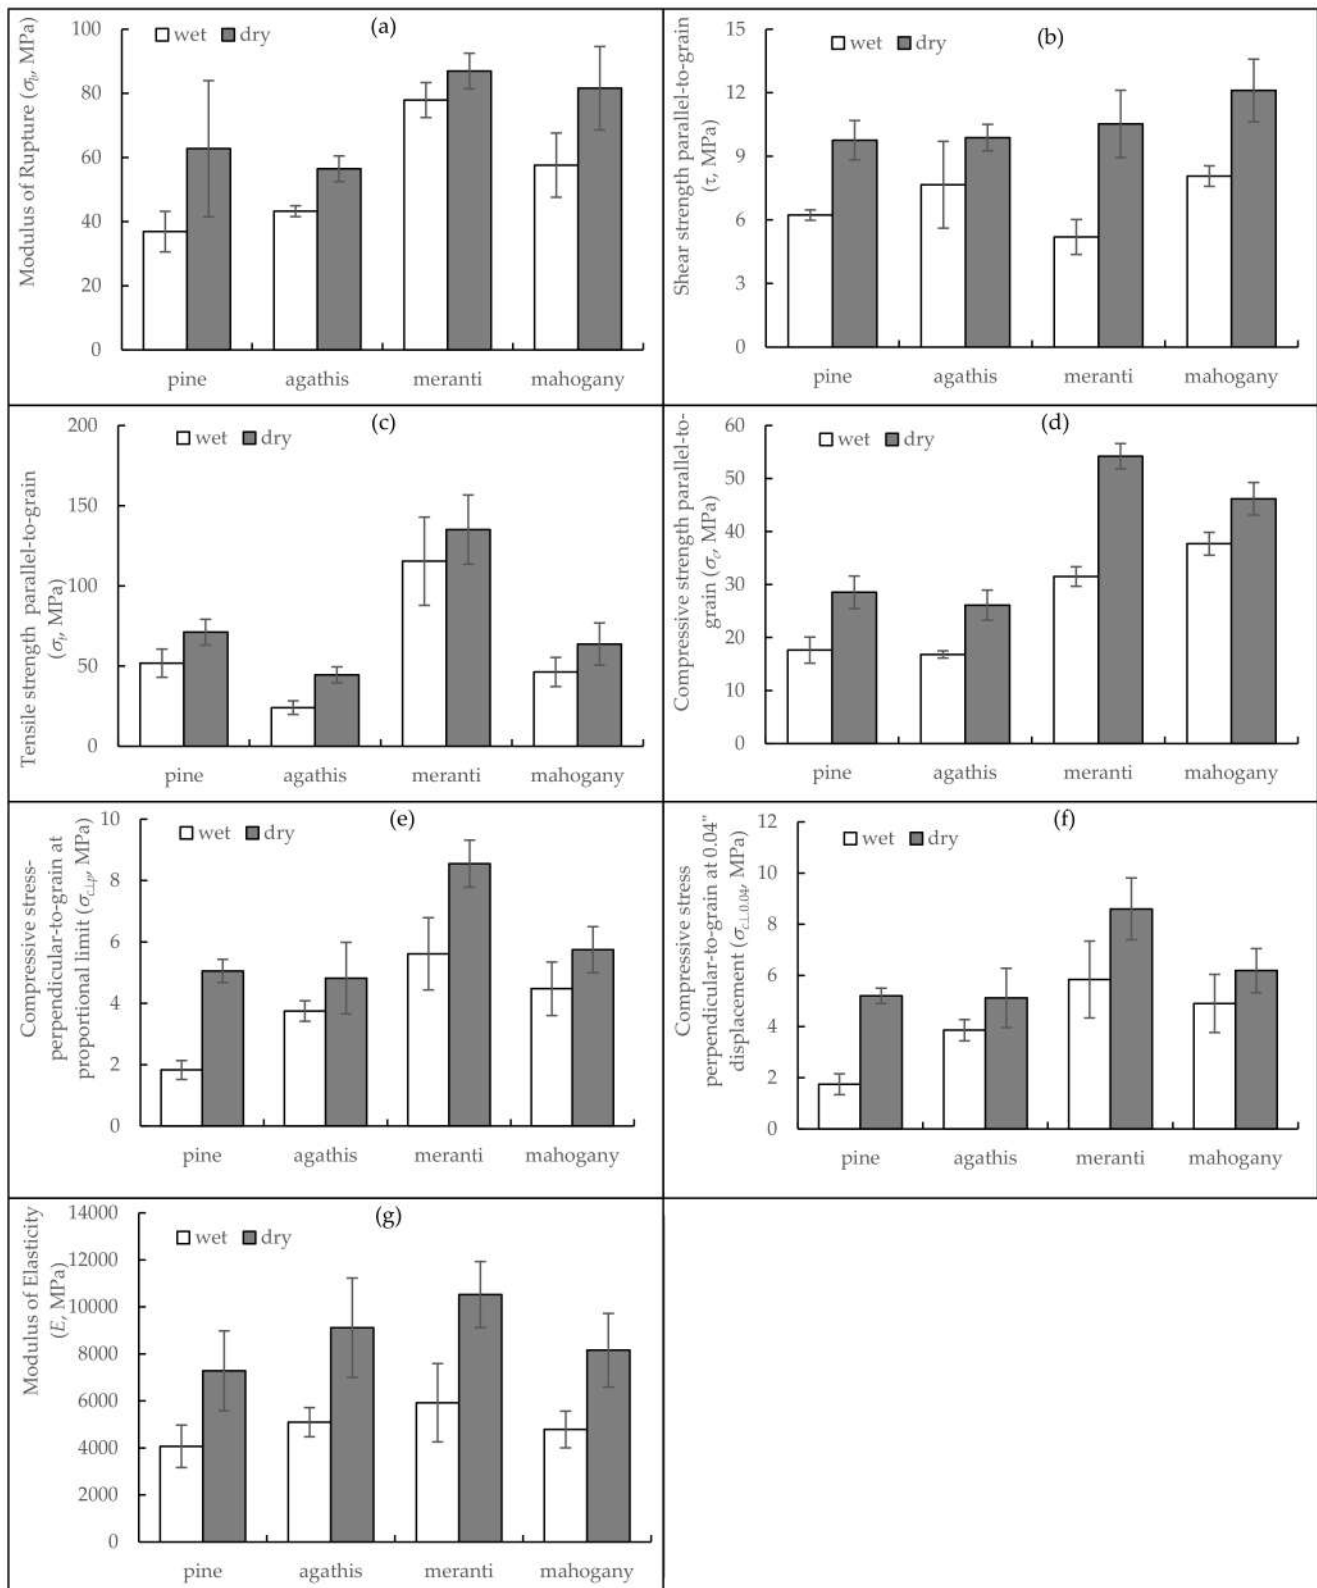 (a)
wet dry
Modulus of Rupture (σb, MPa)
100
80
60
40
20
0
pine agathis meranti mahogany
(b)
wet dry
Shear strength parallel-to-grain
(τ, MPa)
15
12
9
6
3
0
pine agathis meranti mahogany
(c)
wet dry
Tensile strength parallel-to-grain
(σt, MPa)
200
150
100
50
0
pine agathis meranti mahogany
(d)
wet dry
Compressive strength parallel-to-
grain (σc, MPa)
60
50
40
30
20
10
0
pine agathis meranti mahogany
(e)
wet dry
Compressive stress-
perpendicular-to-grain at
proportional limit (σc⊥p, MPa)
10
8
6
4
2
0
pine agathis meranti mahogany
(f)
wet dry
Compressive stress
perpendicular-to-grain at 0.04"
displacement (σc⊥0.04, MPa)
12
10
8
6
4
2
0
pine agathis meranti mahogany
(g)
wet dry
Modulus of Elasticity
(E, MPa)
14000
12000
10000
8000
6000
4000
2000
0
pine agathis meranti mahogany